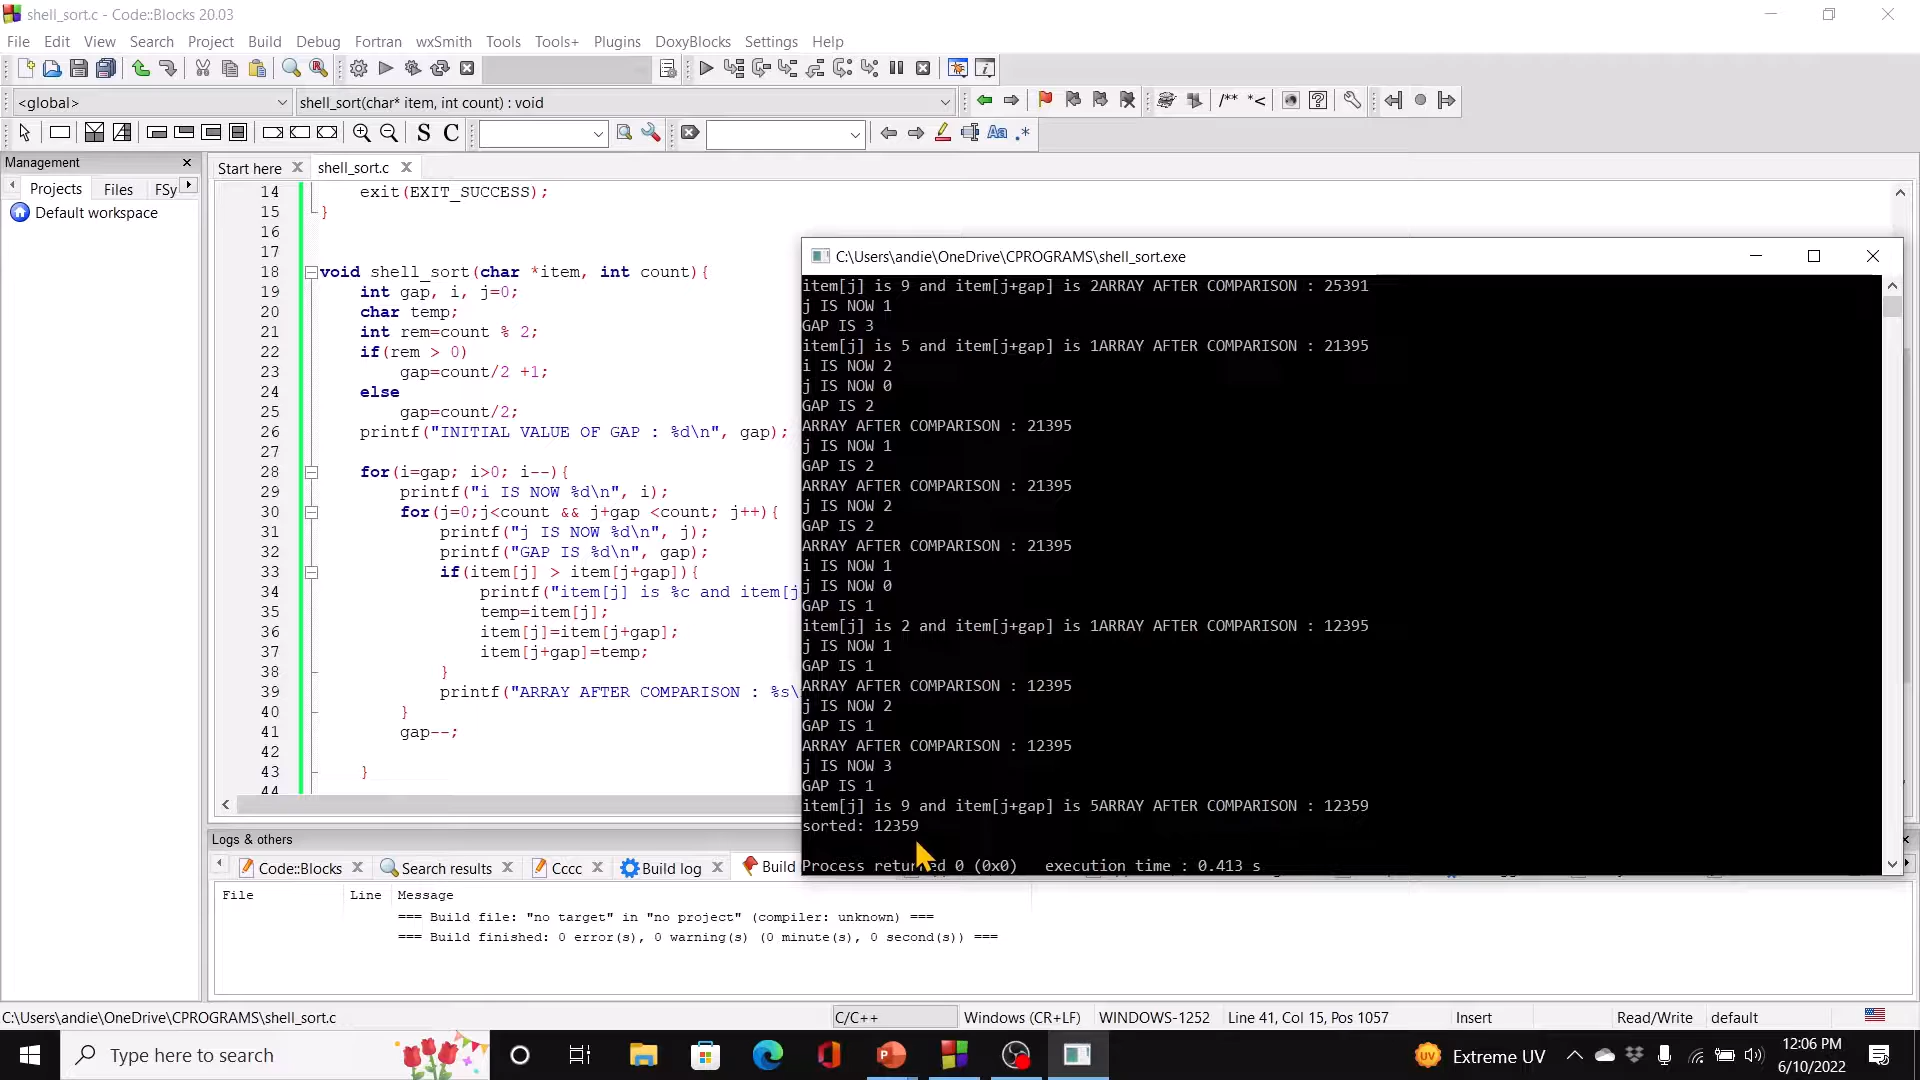 shell_sort.c - Code::Blocks 20.03
File Edit View Search Project Build Debug Fortran wxSmith Tools Tools+ Plugins DoxyBlocks Settings Help
<global> shell_sort(char* item, int count) : void
S C Aa .*
Management
Projects Files FSy
Default workspace
Start here shell_sort.c
14 exit(EXIT_SUCCESS);
15 }
16
17
18 void shell_sort(char *item, int count){
19 int gap, i, j=0;
20 char temp;
21 int rem=count % 2;
22 if(rem > 0)
23 gap=count/2 +1;
24 else
25 gap=count/2;
26 printf("INITIAL VALUE OF GAP : %d\n", gap);
27
28 for(i=gap; i>0; i--){
29 printf("i IS NOW %d\n", i);
30 for(j=0;j<count && j+gap <count; j++){
31 printf("j IS NOW %d\n", j);
32 printf("GAP IS %d\n", gap);
33 if(item[j] > item[j+gap]){
34 printf("item[j] is %c and item[j
35 temp=item[j];
36 item[j]=item[j+gap];
37 item[j+gap]=temp;
38 }
39 printf("ARRAY AFTER COMPARISON : %s\
40 }
41 gap--;
42
43 }
44
C:\Users\andie\OneDrive\CPROGRAMS\shell_sort.exe
item[j] is 9 and item[j+gap] is 2ARRAY AFTER COMPARISON : 25391
j IS NOW 1
GAP IS 3
item[j] is 5 and item[j+gap] is 1ARRAY AFTER COMPARISON : 21395
i IS NOW 2
j IS NOW 0
GAP IS 2
ARRAY AFTER COMPARISON : 21395
j IS NOW 1
GAP IS 2
ARRAY AFTER COMPARISON : 21395
j IS NOW 2
GAP IS 2
ARRAY AFTER COMPARISON : 21395
i IS NOW 1
j IS NOW 0
GAP IS 1
item[j] is 2 and item[j+gap] is 1ARRAY AFTER COMPARISON : 12395
j IS NOW 1
GAP IS 1
ARRAY AFTER COMPARISON : 12395
j IS NOW 2
GAP IS 1
ARRAY AFTER COMPARISON : 12395
j IS NOW 3
GAP IS 1
item[j] is 9 and item[j+gap] is 5ARRAY AFTER COMPARISON : 12359
sorted: 12359
Process returned 0 (0x0) execution time : 0.413 s
Logs & others
Code::Blocks Search results Cccc Build log Build
File Line Message
=== Build file: "no target" in "no project" (compiler: unknown) ===
=== Build finished: 0 error(s), 0 warning(s) (0 minute(s), 0 second(s)) ===
C:\Users\andie\OneDrive\CPROGRAMS\shell_sort.c C/C++ Windows (CR+LF) WINDOWS-1252 Line 41, Col 15, Pos 1057 Insert Read/Write default
Type here to search
UV Extreme UV
12:06 PM
6/10/2022